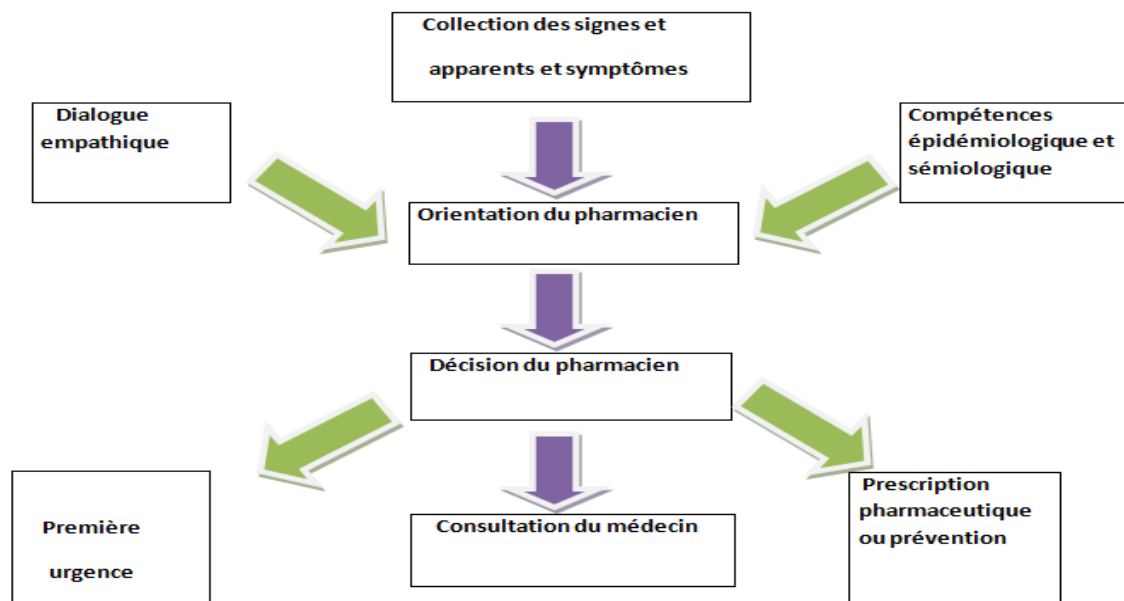 Collection des signes et
apparents et symptômes
Dialogue
empathique
Compétences
épidémiologique et
sémiologique
Orientation du pharmacien
Décision du pharmacien
Première
urgence
Consultation du médecin
Prescription
pharmaceutique
ou prévention